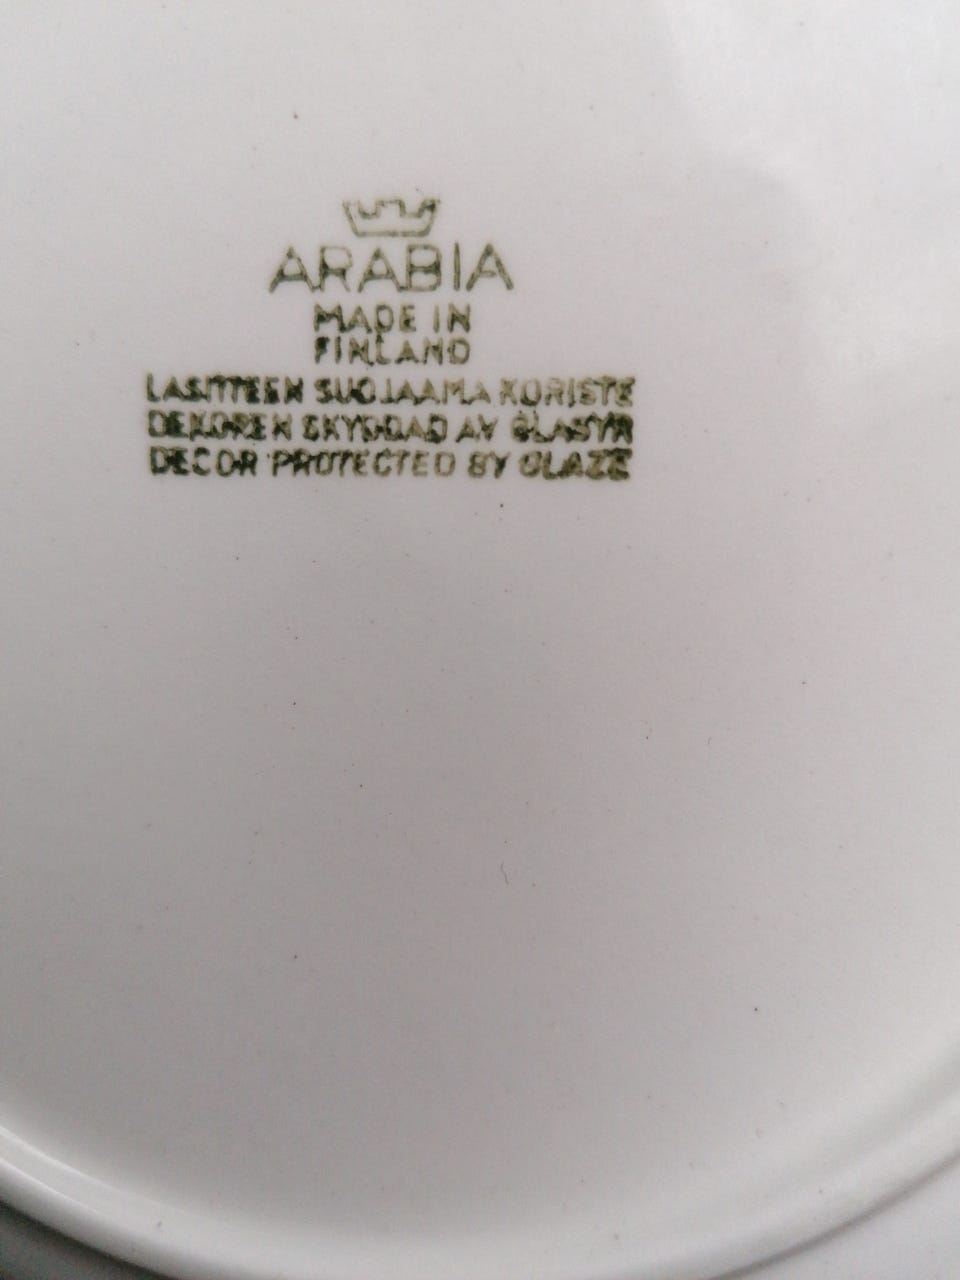 ARABIA
MADE IN
FINLAND
LASITTEEN SUOJAAMA KORISTE
DEKOREN SKYDDAD AV GLASYR
DECOR PROTECTED BY GLAZE